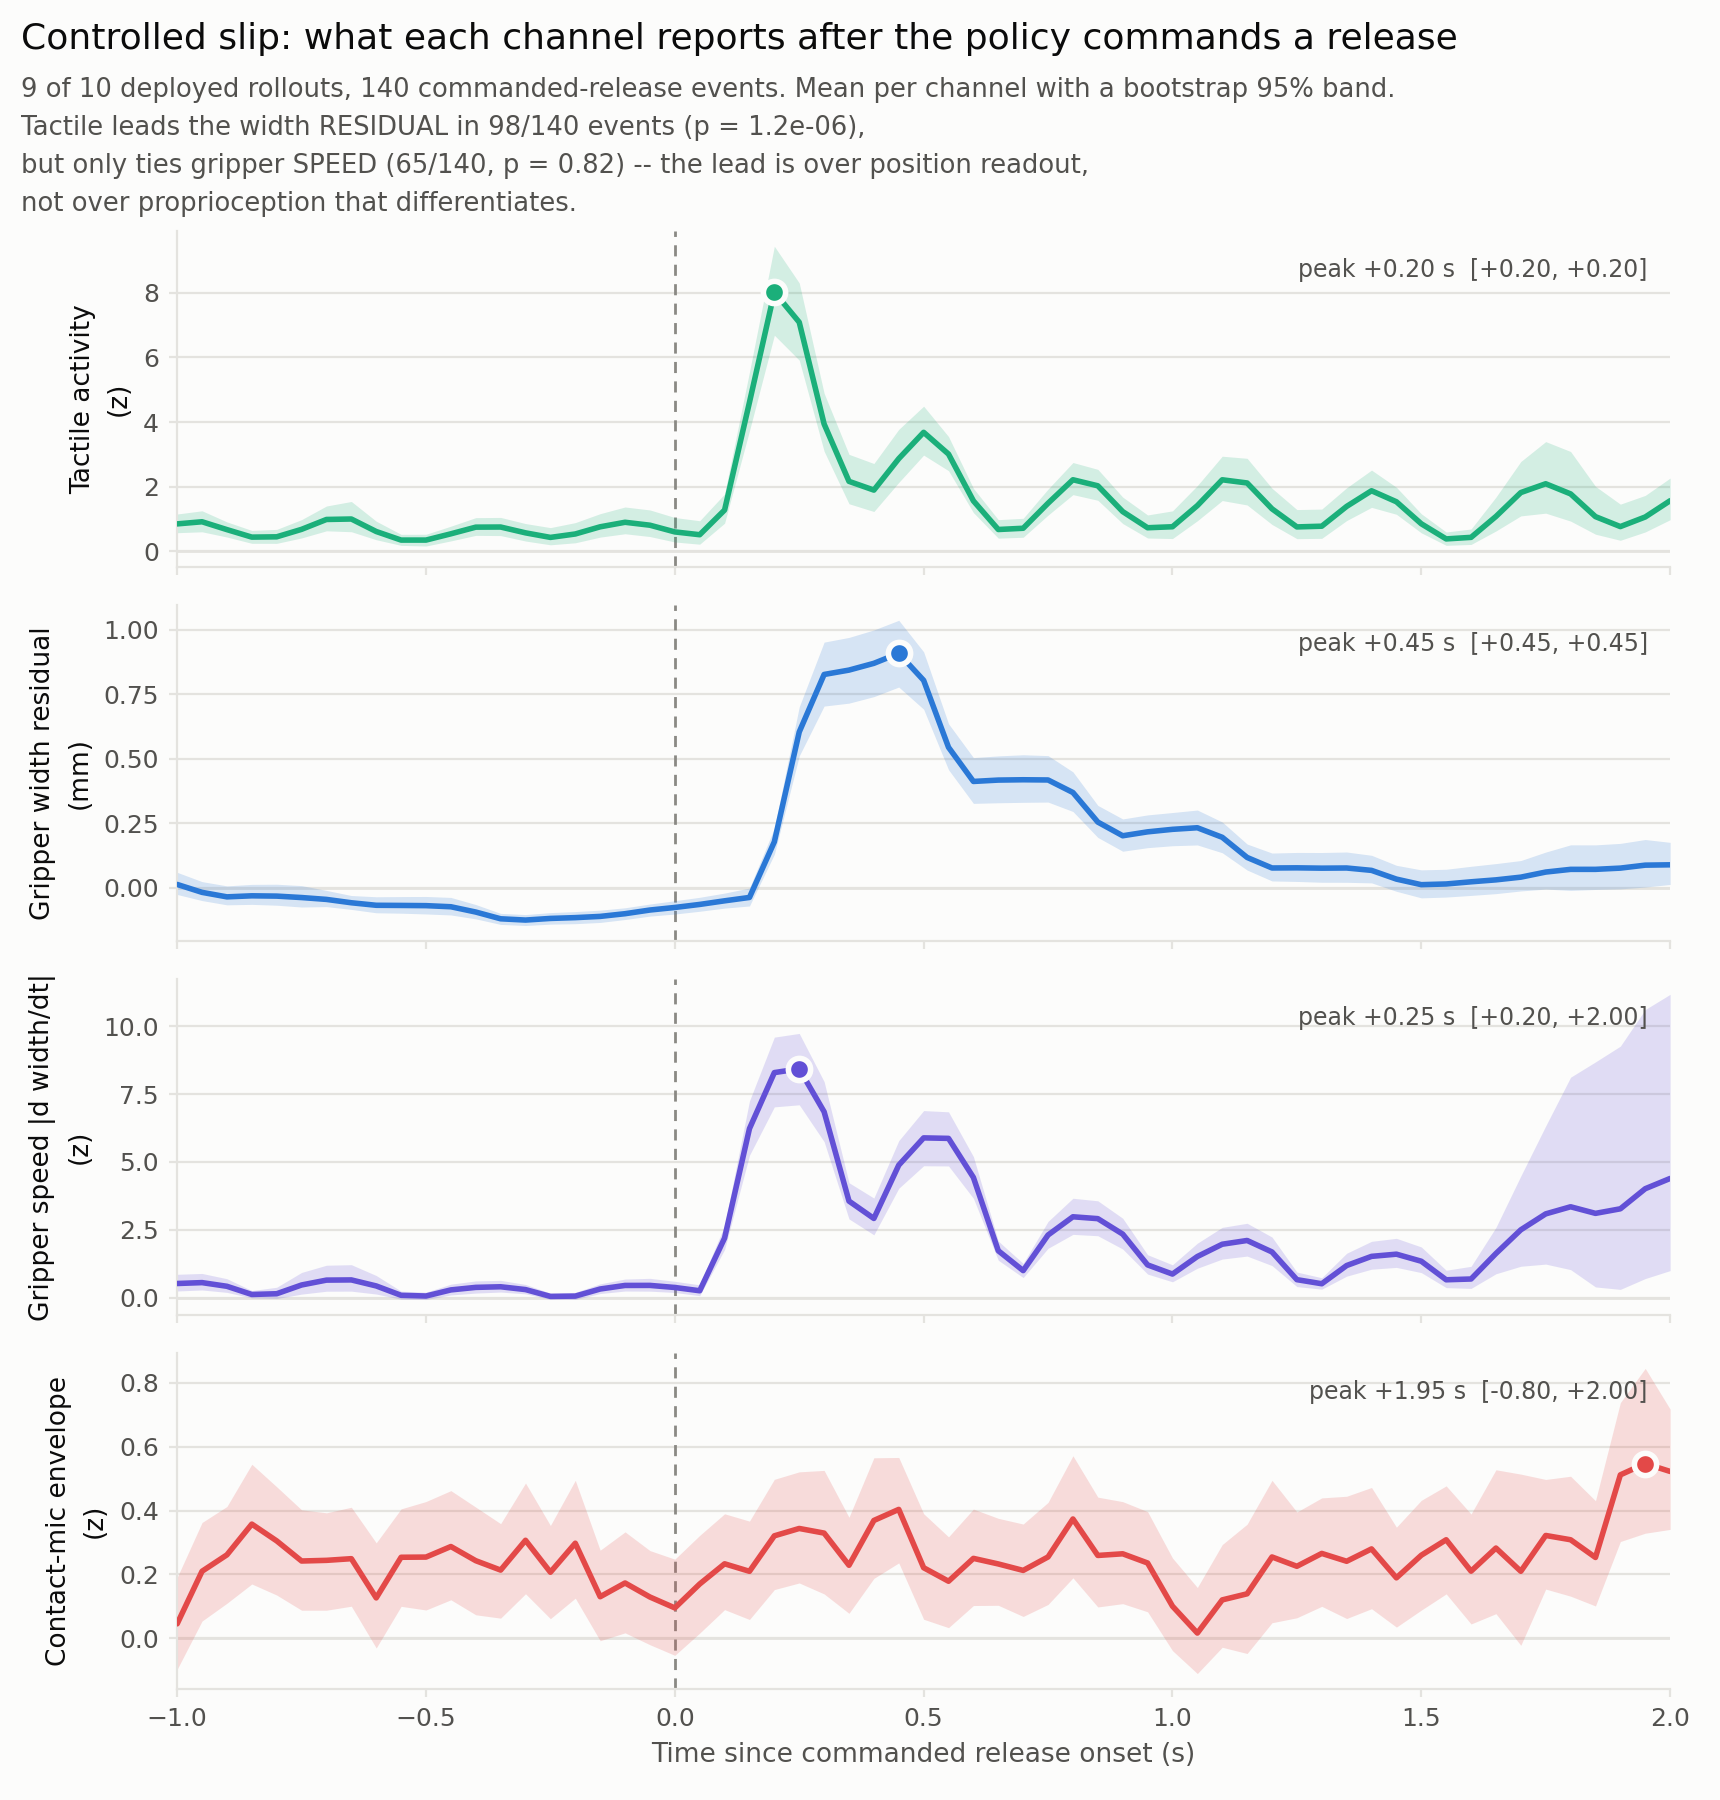 Controlled slip: what each channel reports after the policy commands a release
9 of 10 deployed rollouts, 140 commanded-release events. Mean per channel with a bootstrap 95% band.
Tactile leads the width RESIDUAL in 98/140 events (p = 1.2e-06),
but only ties gripper SPEED (65/140, p = 0.82) -- the lead is over position readout,
not over proprioception that differentiates.
peak +0.20 s  [+0.20, +0.20]
Tactile activity
(z)
8
6
4
2
0
peak +0.45 s  [+0.45, +0.45]
Gripper width residual
(mm)
1.00
0.75
0.50
0.25
0.00
peak +0.25 s  [+0.20, +2.00]
Gripper speed |d width/dt|
(z)
10.0
7.5
5.0
2.5
0.0
peak +1.95 s  [-0.80, +2.00]
Contact-mic envelope
(z)
0.8
0.6
0.4
0.2
0.0
−1.0
−0.5
0.0
0.5
1.0
1.5
2.0
Time since commanded release onset (s)